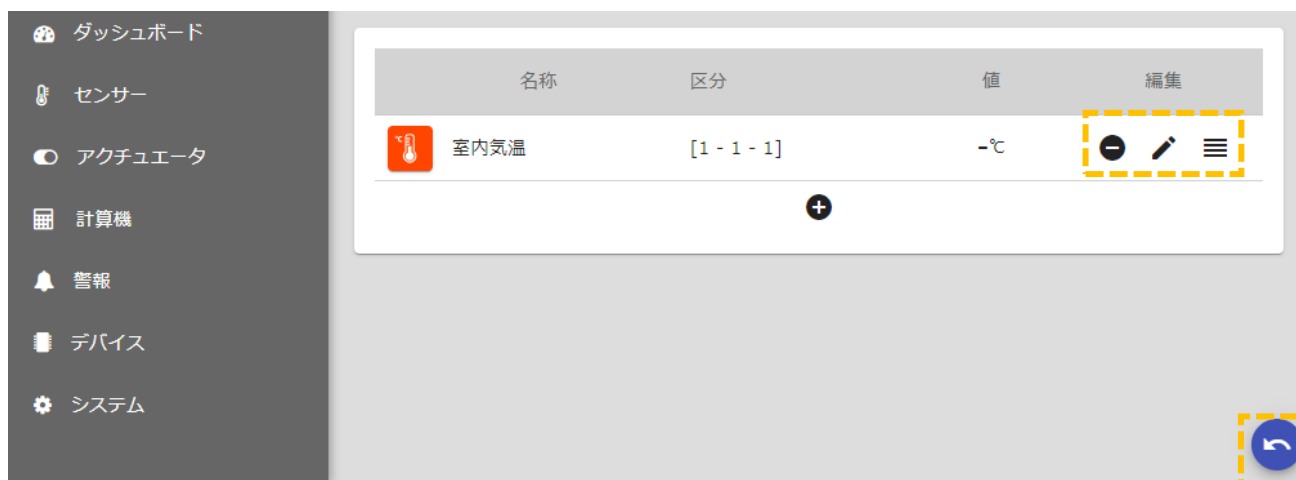 ダッシュボード
センサー
アクチュエータ
計算機
警報
デバイス
システム
名称 区分 値 編集
℃ 室内気温 [1 - 1 - 1] -℃